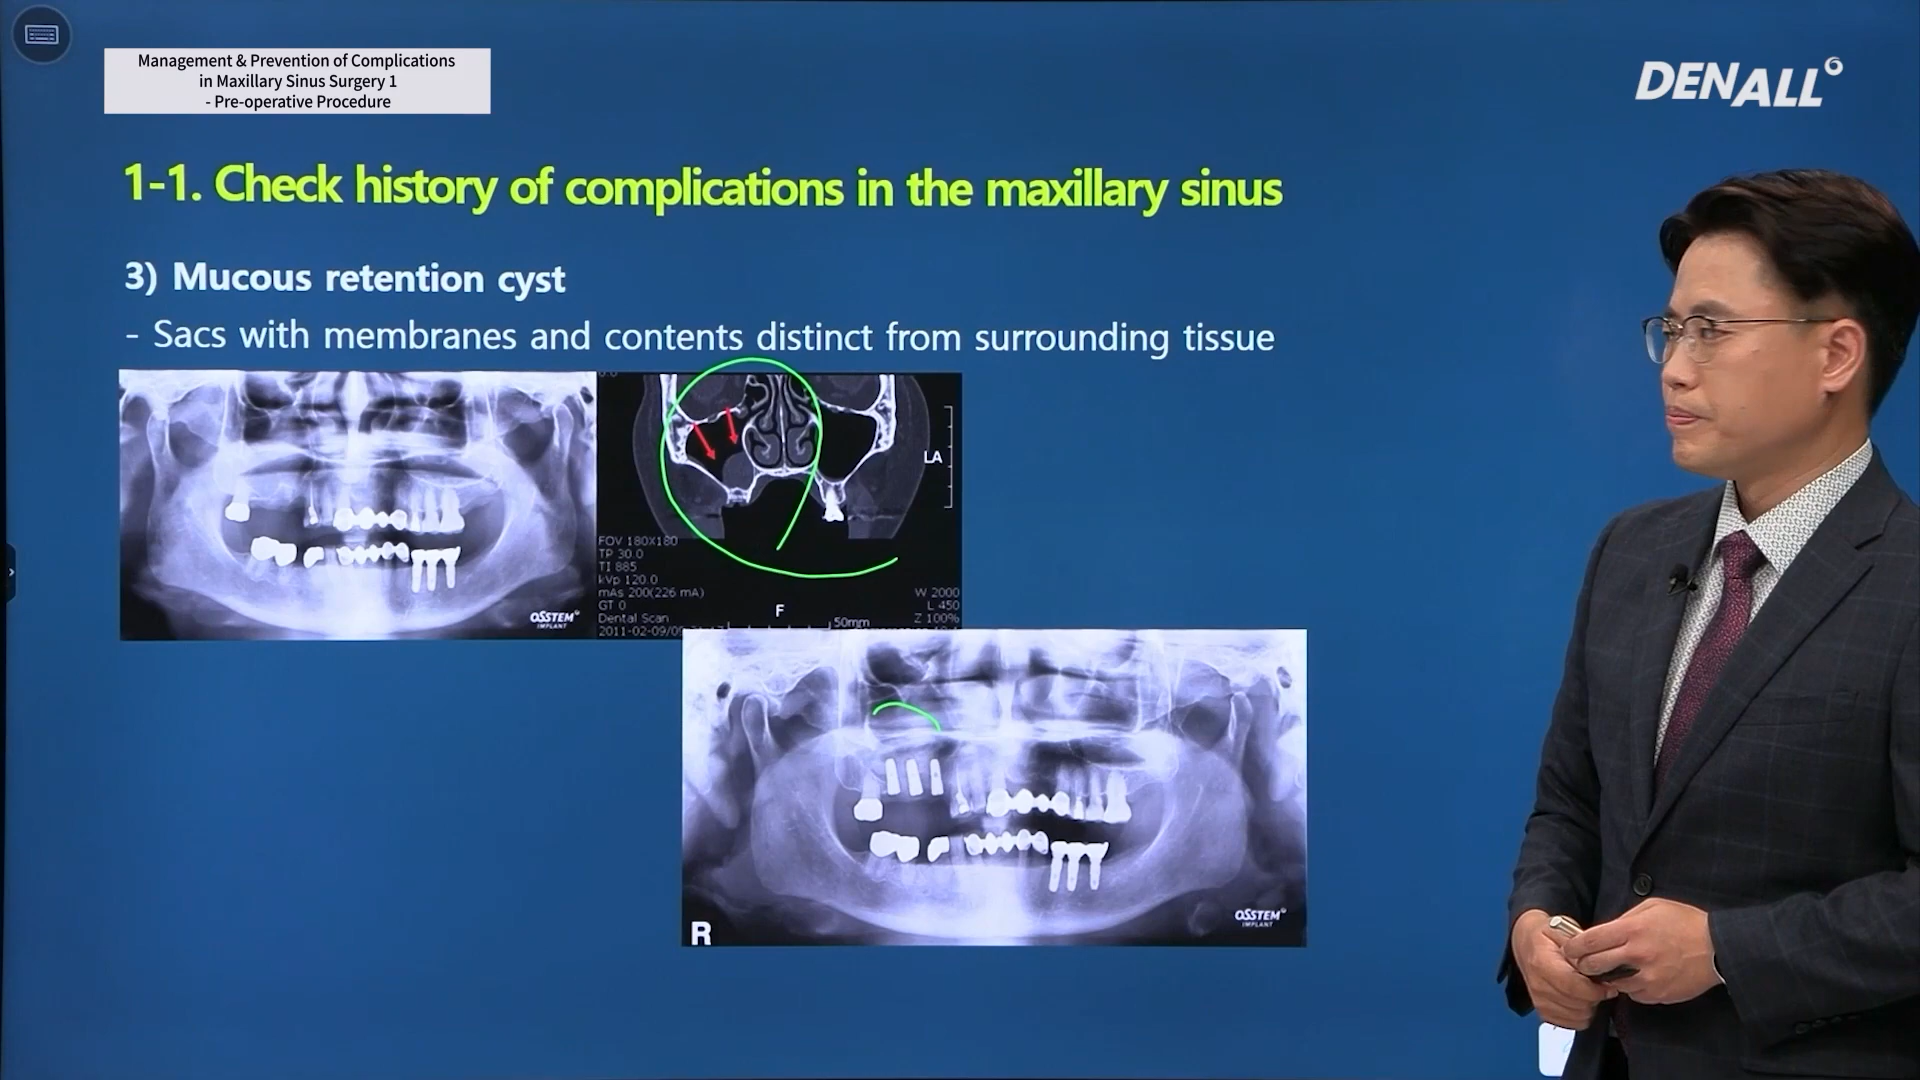 Management & Prevention of Complications
in Maxillary Sinus Surgery 1
- Pre-operative Procedure
DENALL
1-1. Check history of complications in the maxillary sinus
3) Mucous retention cyst
- Sacs with membranes and contents distinct from surrounding tissue
LA
FOV 180X180
TP 30.0
TI 885
kVp 120.0
mAs 200(226 mA)
GT 0
Dental Scan
F
50mm
W 2000
L 450
Z 100%
OSSTEM
IMPLANT
R
OSSTEM
IMPLANT